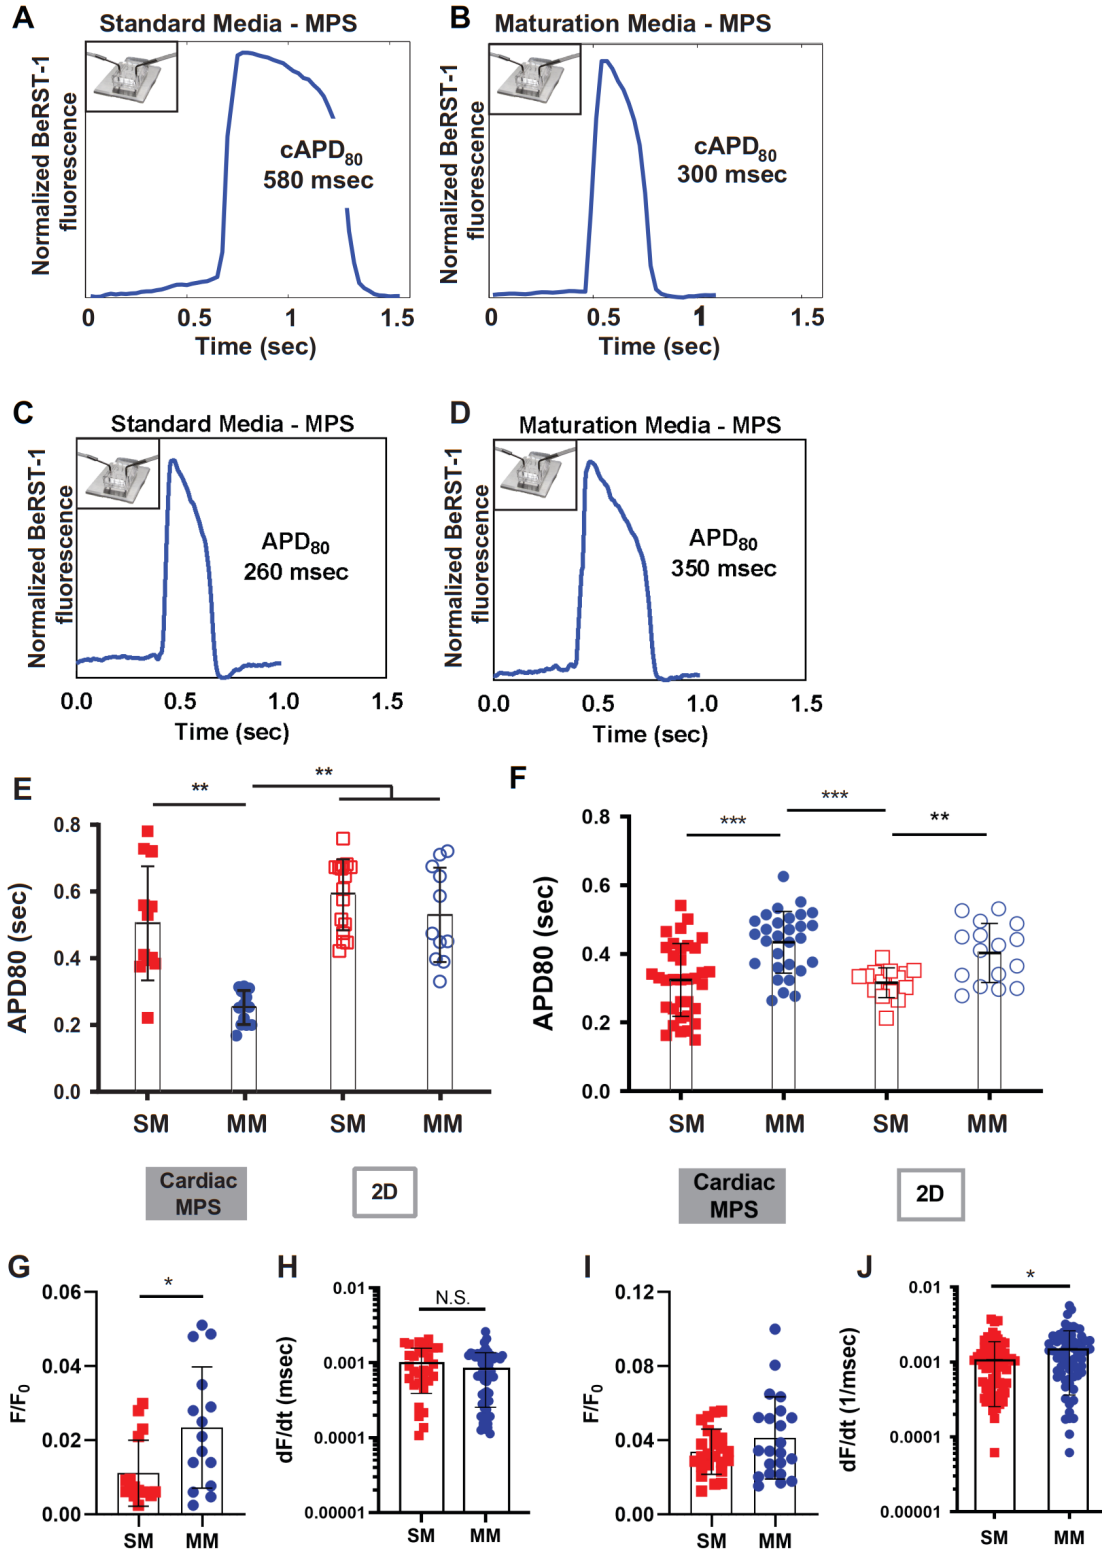 A
Standard Media - MPS
Normalized BeRST-1
fluorescence
cAPD80
580 msec
0 0.5 1 1.5
Time (sec)
B
Maturation Media - MPS
Normalized BeRST-1
fluorescence
cAPD80
300 msec
0 0.5 1 1.5
Time (sec)
C
Standard Media - MPS
Normalized BeRST-1
fluorescence
APD80
260 msec
0.0 0.5 1.0 1.5
Time (sec)
D
Maturation Media - MPS
Normalized BeRST-1
fluorescence
APD80
350 msec
0.0 0.5 1.0 1.5
Time (sec)
E
APD80 (sec)
0.8
0.6
0.4
0.2
0.0
**
**
SM MM SM MM
Cardiac
MPS
2D
F
APD80 (sec)
0.8
0.6
0.4
0.2
0.0
***
***
**
SM MM SM MM
Cardiac
MPS
2D
G
F/F0
0.06
0.04
0.02
0.00
*
SM MM
H
dF/dt (msec)
0.01
0.001
0.0001
0.00001
N.S.
SM MM
I
F/F0
0.12
0.08
0.04
0.00
SM MM
J
dF/dt (1/msec)
0.01
0.001
0.0001
0.00001
*
SM MM